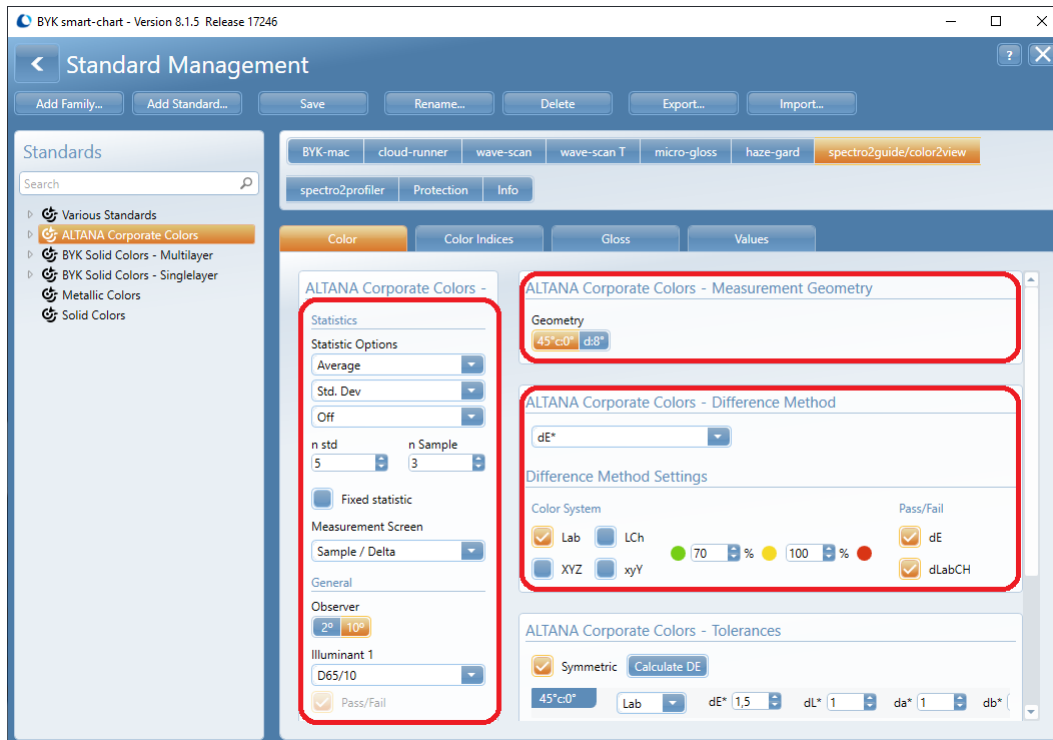 BYK smart-chart - Version 8.1.5 Release 17246
Standard Management
?
Add Family... Add Standard... Save Rename... Delete Export... Import...
Standards
Search
Various Standards
ALTANA Corporate Colors
BYK Solid Colors - Multilayer
BYK Solid Colors - Singlelayer
Metallic Colors
Solid Colors
BYK-mac cloud-runner wave-scan wave-scan T micro-gloss haze-gard spectro2guide/color2view
spectro2profiler Protection Info
Color Color Indices Gloss Values
ALTANA Corporate Colors -
Statistics
Statistic Options
Average
Std. Dev
Off
n std n Sample
5 3
Fixed statistic
Measurement Screen
Sample / Delta
General
Observer
2° 10°
Illuminant 1
D65/10
Pass/Fail
ALTANA Corporate Colors - Measurement Geometry
Geometry
45°c:0° d:8°
ALTANA Corporate Colors - Difference Method
dE*
Difference Method Settings
Color System Pass/Fail
Lab LCh 70 % 100 % dE
XYZ xyY dLabCH
ALTANA Corporate Colors - Tolerances
Symmetric Calculate DE
45°c:0° Lab dE* 1,5 dL* 1 da* 1 db*